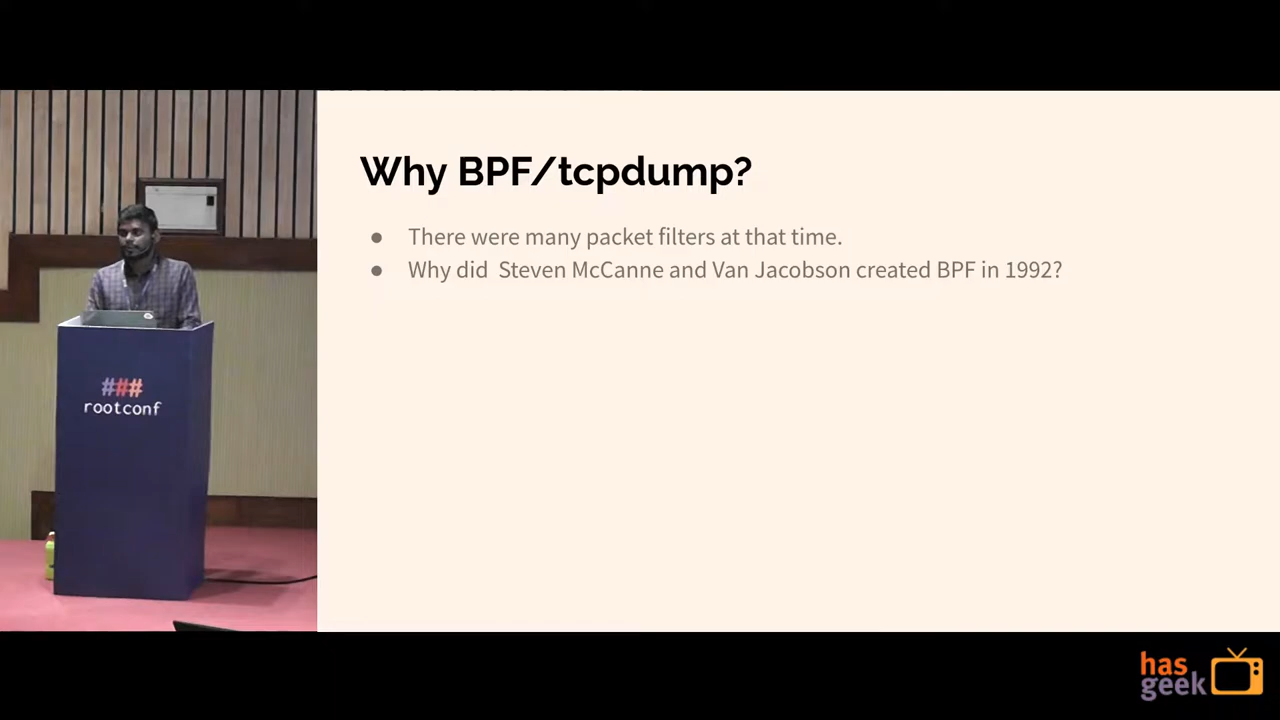 Why BPF/tcpdump?
● There were many packet filters at that time.
● Why did  Steven McCanne and Van Jacobson created BPF in 1992?
###
rootconf
has
geek